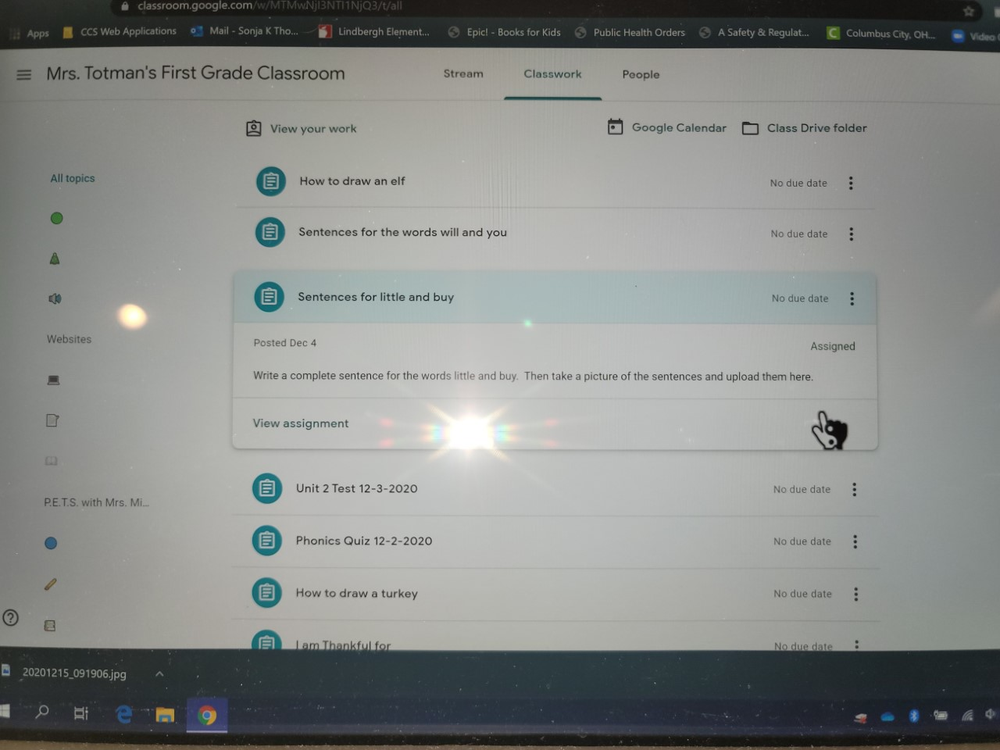 classroom.google.com/w/MTMwNjI3NTI1NjQ3/t/all
Apps CCS Web Applications Mail - Sonja K Tho... Lindbergh Element... Epic! - Books for Kids Public Health Orders A Safety & Regulat... Columbus City, OH... Video
Mrs. Totman's First Grade Classroom Stream Classwork People
View your work Google Calendar Class Drive folder
All topics
How to draw an elf No due date
Sentences for the words will and you No due date
Sentences for little and buy No due date
Websites
Posted Dec 4 Assigned
Write a complete sentence for the words little and buy. Then take a picture of the sentences and upload them here.
View assignment
Unit 2 Test 12-3-2020 No due date
P.E.T.S. with Mrs. Mi...
Phonics Quiz 12-2-2020 No due date
How to draw a turkey No due date
I am Thankful for No due date
20201215_091906.jpg